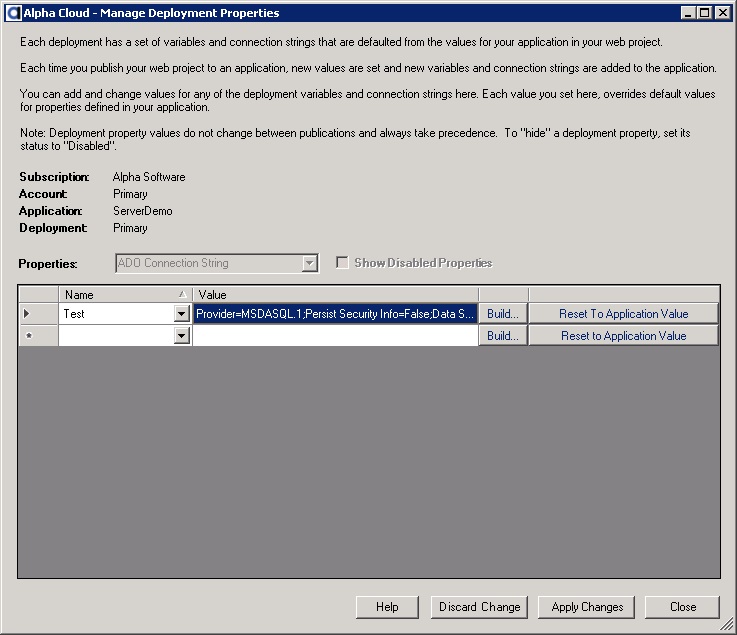 Alpha Cloud - Manage Deployment Properties
Each deployment has a set of variables and connection strings that are defaulted from the values for your application in your web project.
Each time you publish your web project to an application, new values are set and new variables and connection strings are added to the application.
You can add and change values for any of the deployment variables and connection strings here. Each value you set here, overrides default values
for properties defined in your application.
Note: Deployment property values do not change between publications and always take precedence. To "hide" a deployment property, set its
status to "Disabled".
Subscription: Alpha Software
Account: Primary
Application: ServerDemo
Deployment: Primary
Properties: ADO Connection String Show Disabled Properties
Name Value
Test Provider=MSDASQL.1;Persist Security Info=False;Data S... Build... Reset To Application Value
* Build... Reset to Application Value
Help Discard Change Apply Changes Close